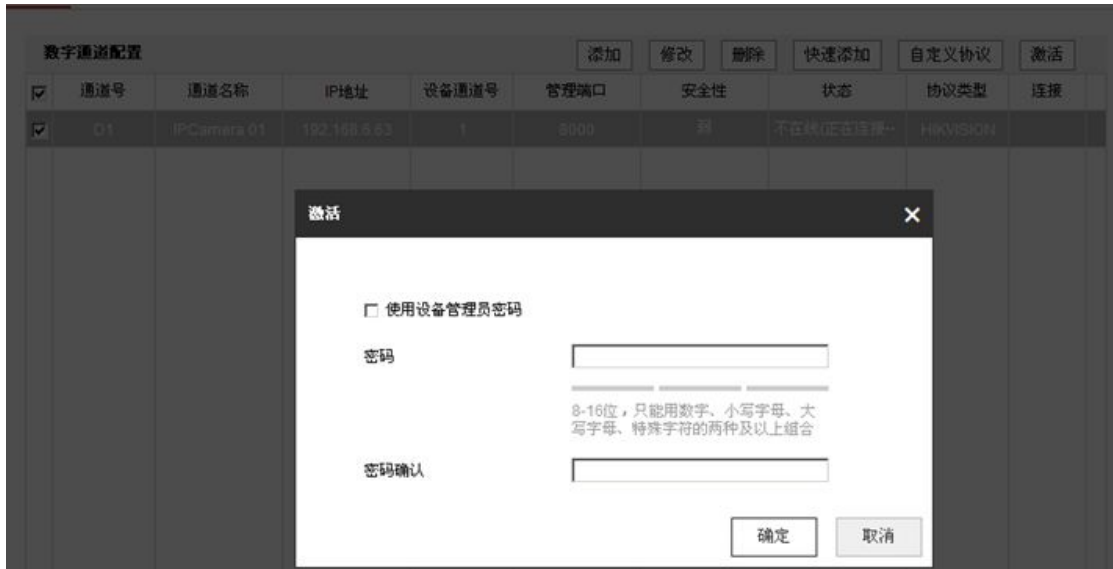 数字通道配置 添加 修改 删除 快速添加 自定义协议 激活
通道号 通道名称 IP地址 设备通道号 管理端口 安全性 状态 协议类型 连接
D1 IPCamera 01 192.168.5.63 1 8000 弱 不在线(正在连接··· HIKVISION
激活
使用设备管理员密码
密码
8-16位，只能用数字、小写字母、大
写字母、特殊字符的两种及以上组合
密码确认
确定 取消